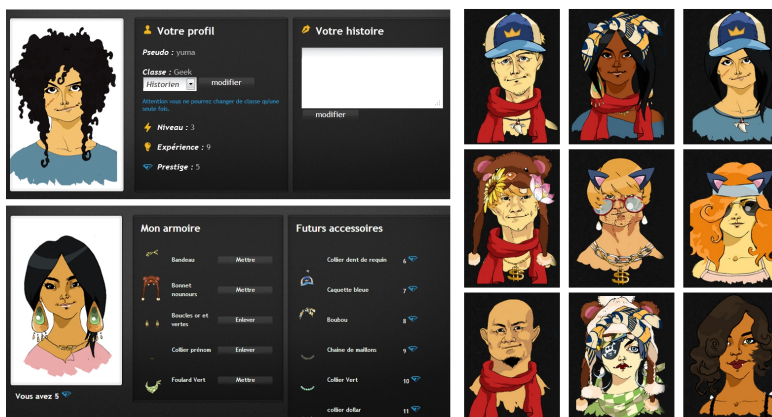 Votre profil
Pseudo : yuma
Classe : Geek
Historien
modifier
Attention vous ne pourrez changer de classe qu'une
seule fois.
Niveau : 3
Expérience : 9
Prestige : 5
Votre histoire
modifier
Mon armoire
Bandeau
Mettre
Bonnet
nounours
Mettre
Boucles or et
vertes
Enlever
Collier prénom
Enlever
Foulard Vert
Mettre
Futurs accessoires
Collier dent de requin
6
Caquette bleue
7
Boubou
8
Chaine de maillons
9
Collier Vert
10
collier dollar
11
Vous avez 5
$
$